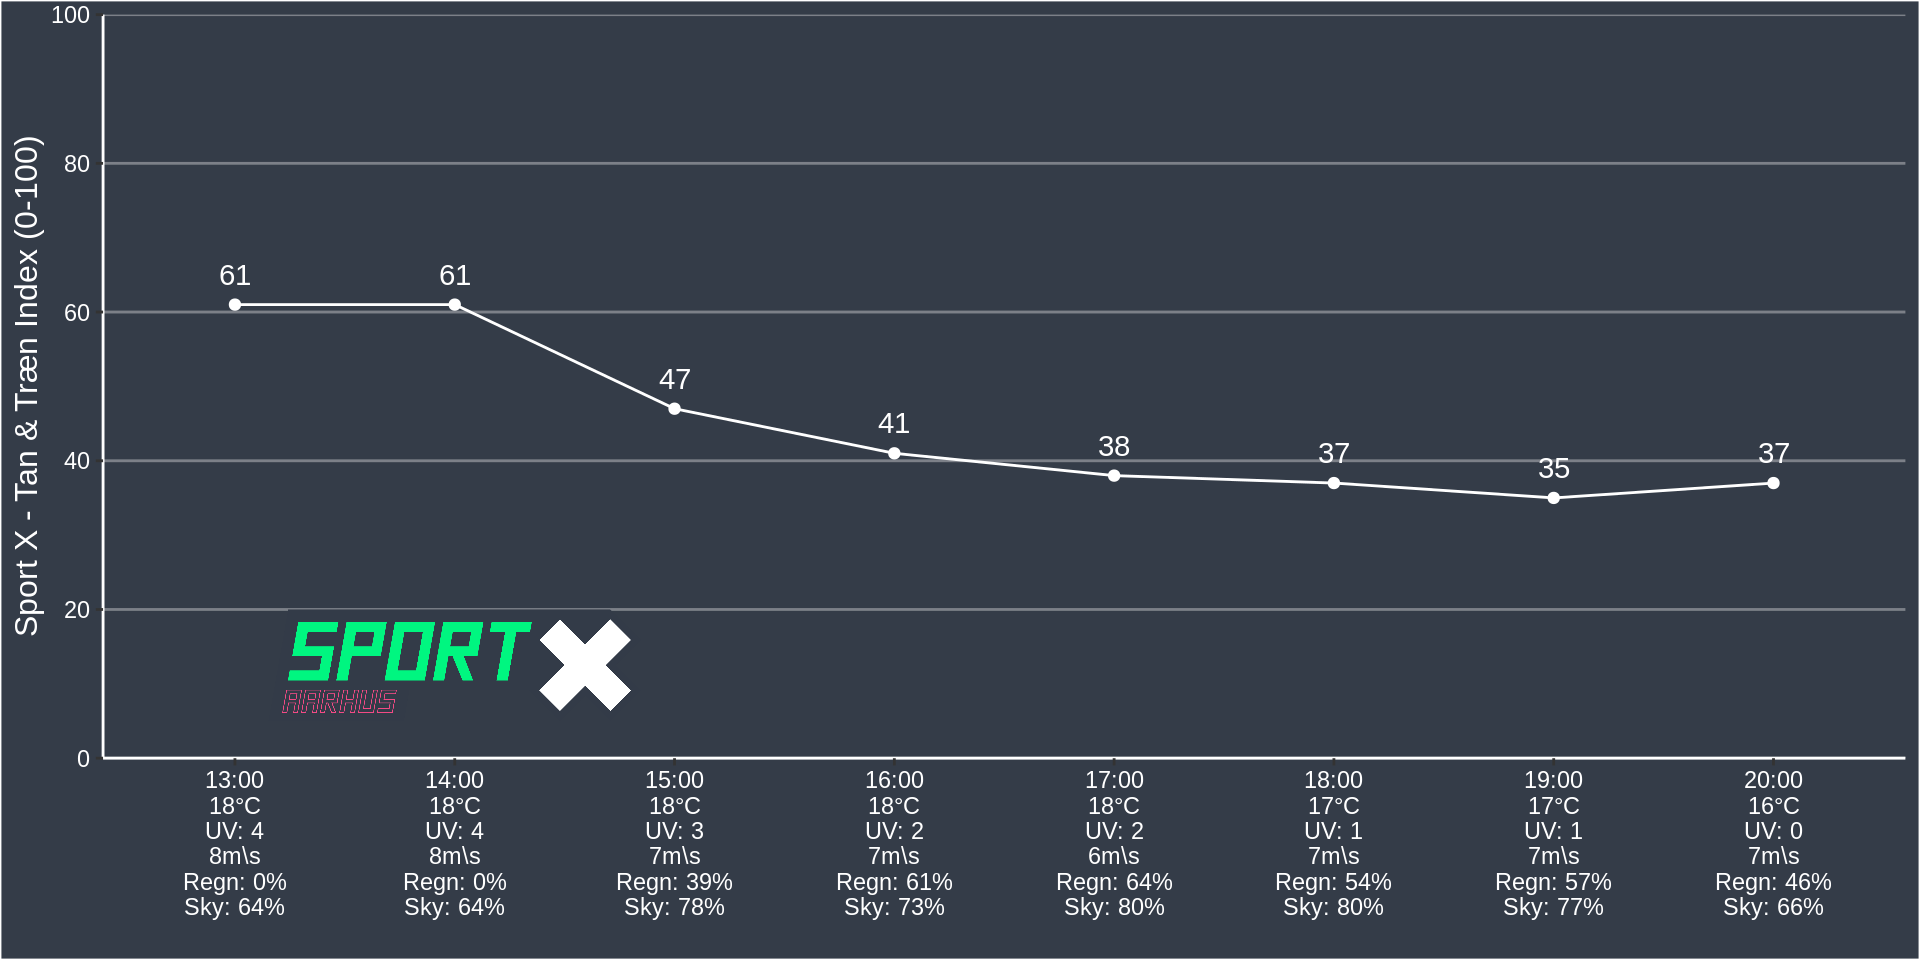 Sport X - Tan & Træn Index (0-100)
100
80
60
40
20
0
61
61
47
41
38
37
35
37
SPORT X
AARHUS
13:00
18°C
UV: 4
8m\s
Regn: 0%
Sky: 64%
14:00
18°C
UV: 4
8m\s
Regn: 0%
Sky: 64%
15:00
18°C
UV: 3
7m\s
Regn: 39%
Sky: 78%
16:00
18°C
UV: 2
7m\s
Regn: 61%
Sky: 73%
17:00
18°C
UV: 2
6m\s
Regn: 64%
Sky: 80%
18:00
17°C
UV: 1
7m\s
Regn: 54%
Sky: 80%
19:00
17°C
UV: 1
7m\s
Regn: 57%
Sky: 77%
20:00
16°C
UV: 0
7m\s
Regn: 46%
Sky: 66%